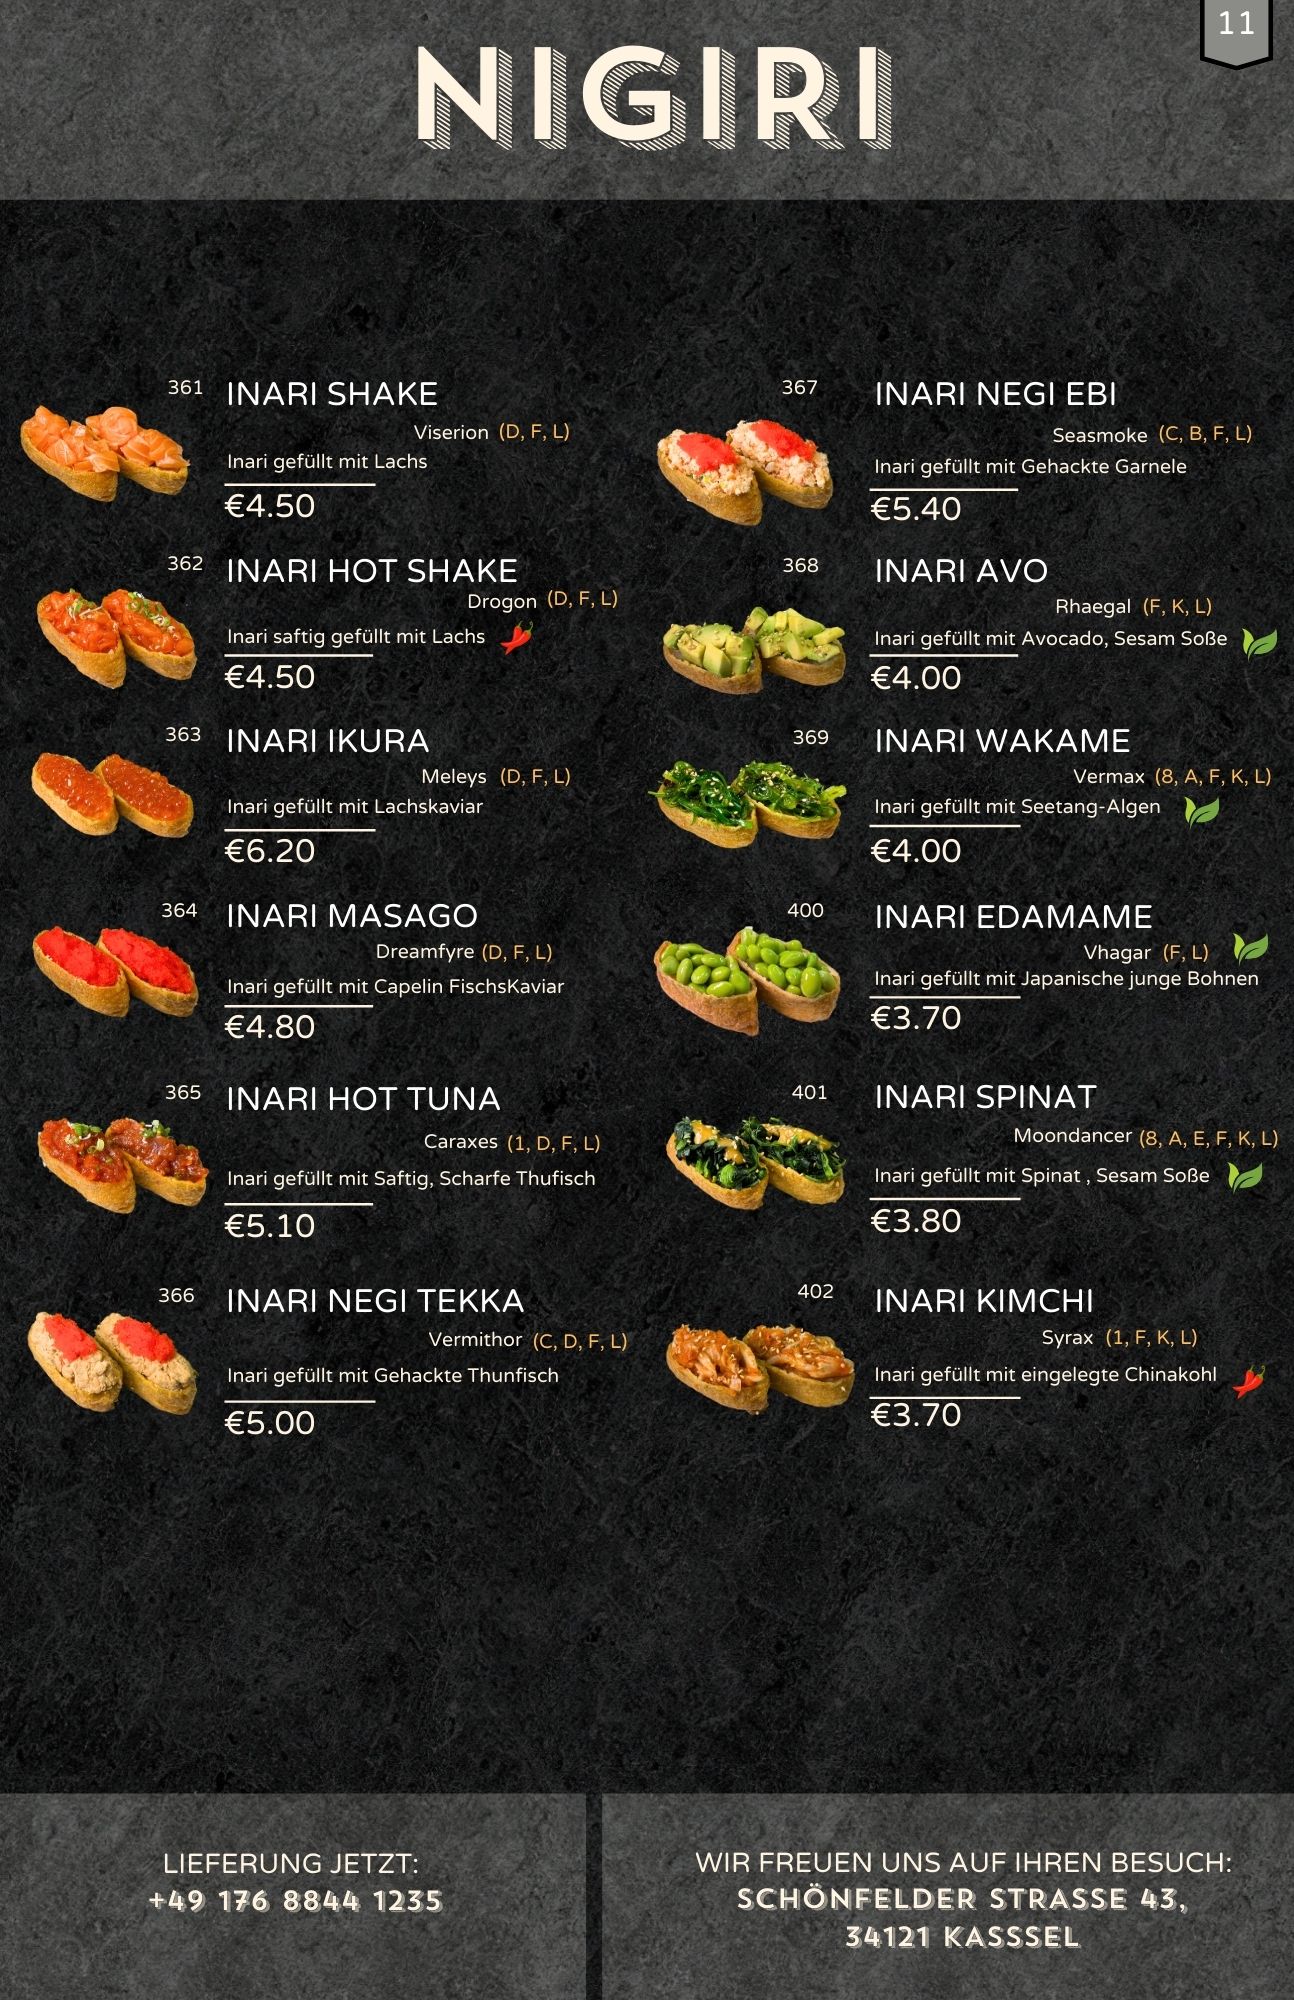 11
NIGIRI
361 INARI SHAKE
Viserion (D, F, L)
Inari gefüllt mit Lachs
€4.50
362 INARI HOT SHAKE
Drogon (D, F, L)
Inari saftig gefüllt mit Lachs
€4.50
363 INARI IKURA
Meleys (D, F, L)
Inari gefüllt mit Lachskaviar
€6.20
364 INARI MASAGO
Dreamfyre (D, F, L)
Inari gefüllt mit Capelin FischsKaviar
€4.80
365 INARI HOT TUNA
Caraxes (1, D, F, L)
Inari gefüllt mit Saftig, Scharfe Thufisch
€5.10
366 INARI NEGI TEKKA
Vermithor (C, D, F, L)
Inari gefüllt mit Gehackte Thunfisch
€5.00
367 INARI NEGI EBI
Seasmoke (C, B, F, L)
Inari gefüllt mit Gehackte Garnele
€5.40
368 INARI AVO
Rhaegal (F, K, L)
Inari gefüllt mit Avocado, Sesam Soße
€4.00
369 INARI WAKAME
Vermax (8, A, F, K, L)
Inari gefüllt mit Seetang-Algen
€4.00
400 INARI EDAMAME
Vhagar (F, L)
Inari gefüllt mit Japanische junge Bohnen
€3.70
401 INARI SPINAT
Moondancer (8, A, E, F, K, L)
Inari gefüllt mit Spinat , Sesam Soße
€3.80
402 INARI KIMCHI
Syrax (1, F, K, L)
Inari gefüllt mit eingelegte Chinakohl
€3.70
LIEFERUNG JETZT:
+49 176 8844 1235
WIR FREUEN UNS AUF IHREN BESUCH:
SCHÖNFELDER STRASSE 43,
34121 KASSSEL